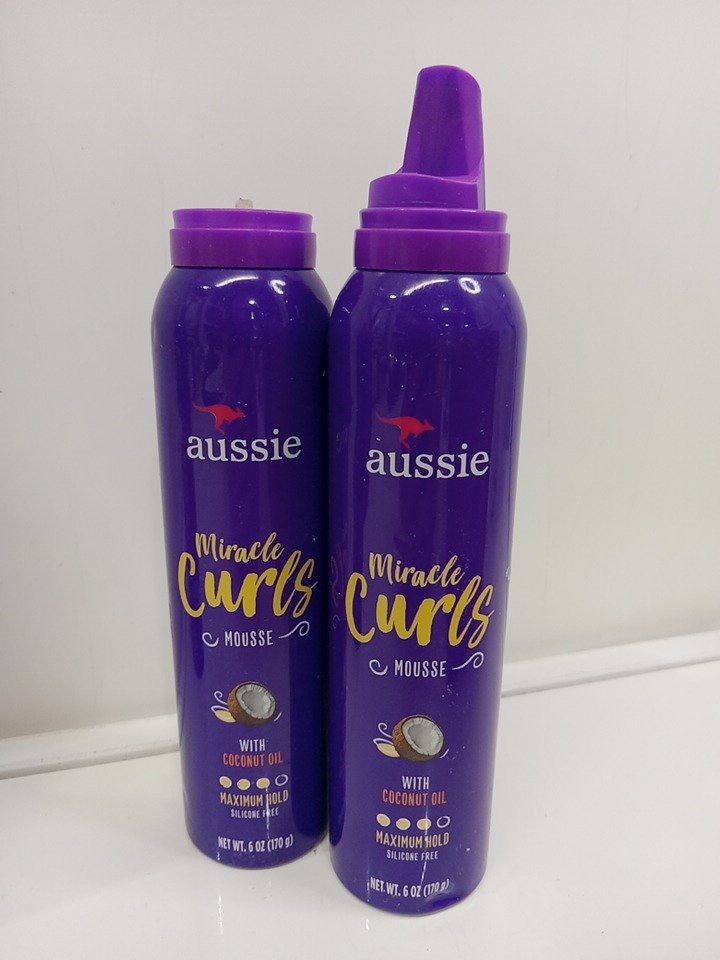 aussie
Miracle
Curls
MOUSSE
WITH
COCONUT OIL
MAXIMUM HOLD
SILICONE FREE
NET WT. 6 OZ (170 g)
aussie
Miracle
Curls
MOUSSE
WITH
COCONUT OIL
MAXIMUM HOLD
SILICONE FREE
NET WT. 6 OZ (170 g)